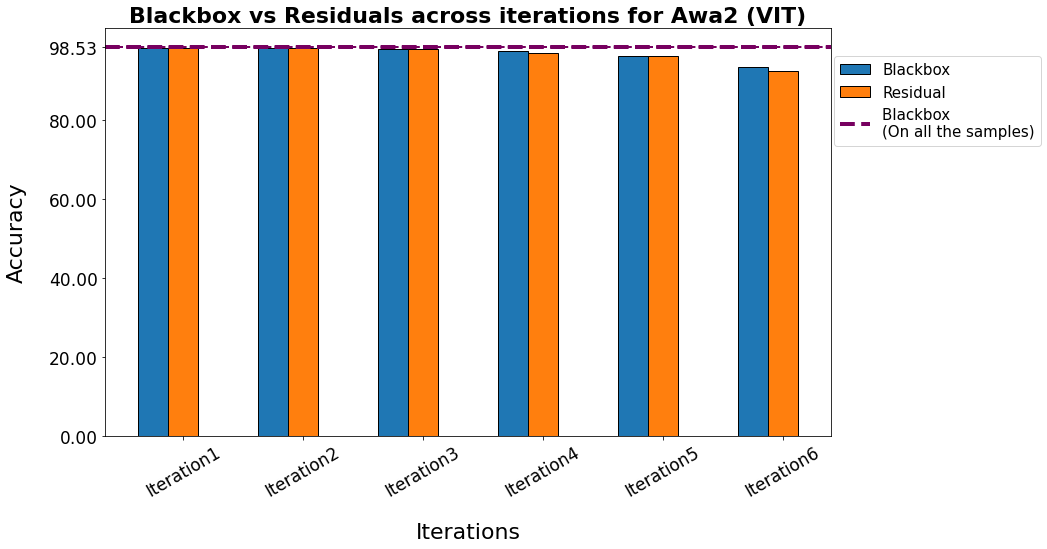 Blackbox vs Residuals across iterations for Awa2 (VIT)
98.53
80.00
60.00
40.00
20.00
0.00
Accuracy
Iteration1
Iteration2
Iteration3
Iteration4
Iteration5
Iteration6
Iterations
Blackbox
Residual
Blackbox
(On all the samples)